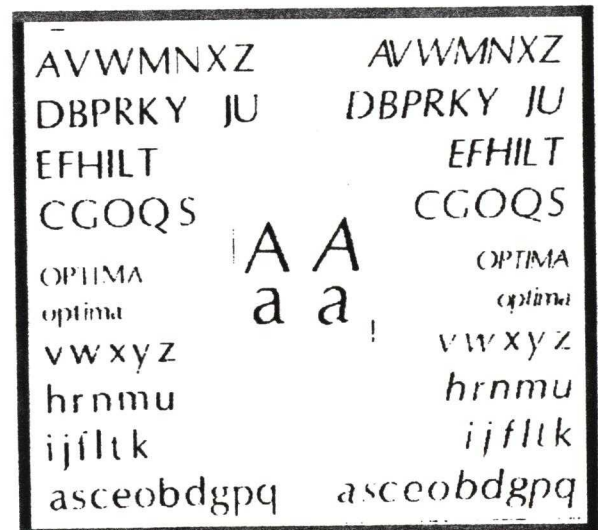 AVWMNXZ
DBPRKY JU
EFHILT
CGOQS
OPTIMA
optima
vwxyz
hrnmu
ijfltk
asceobdgpq
A A
a a
AVWMNXZ
DBPRKY JU
EFHILT
CGOQS
OPTIMA
optima
vwxyz
hrnmu
ijfltk
asceobdgpq